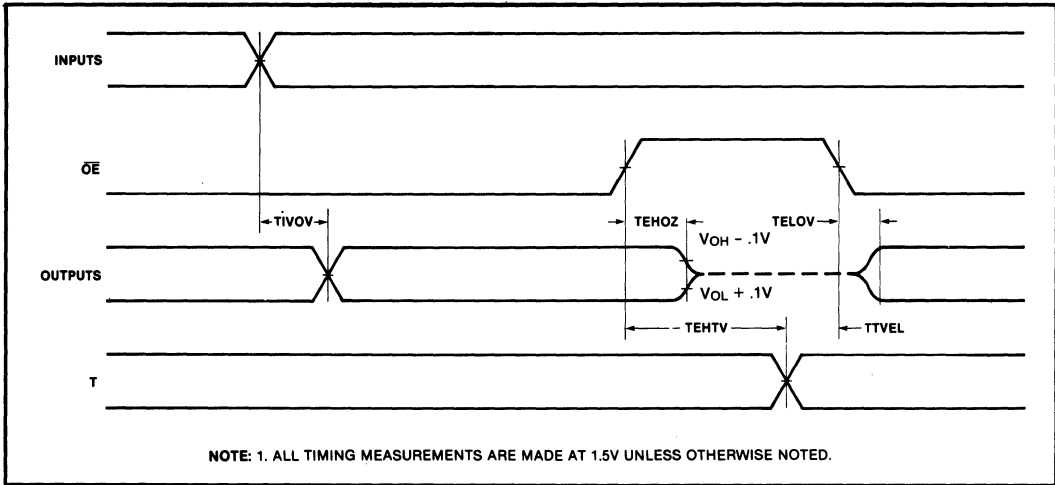 INPUTS
OE
TIVOV
TEHOZ
TELOV
VOH - .1V
OUTPUTS
VOL + .1V
TEHTV
TTVEL
T
NOTE: 1. ALL TIMING MEASUREMENTS ARE MADE AT 1.5V UNLESS OTHERWISE NOTED.